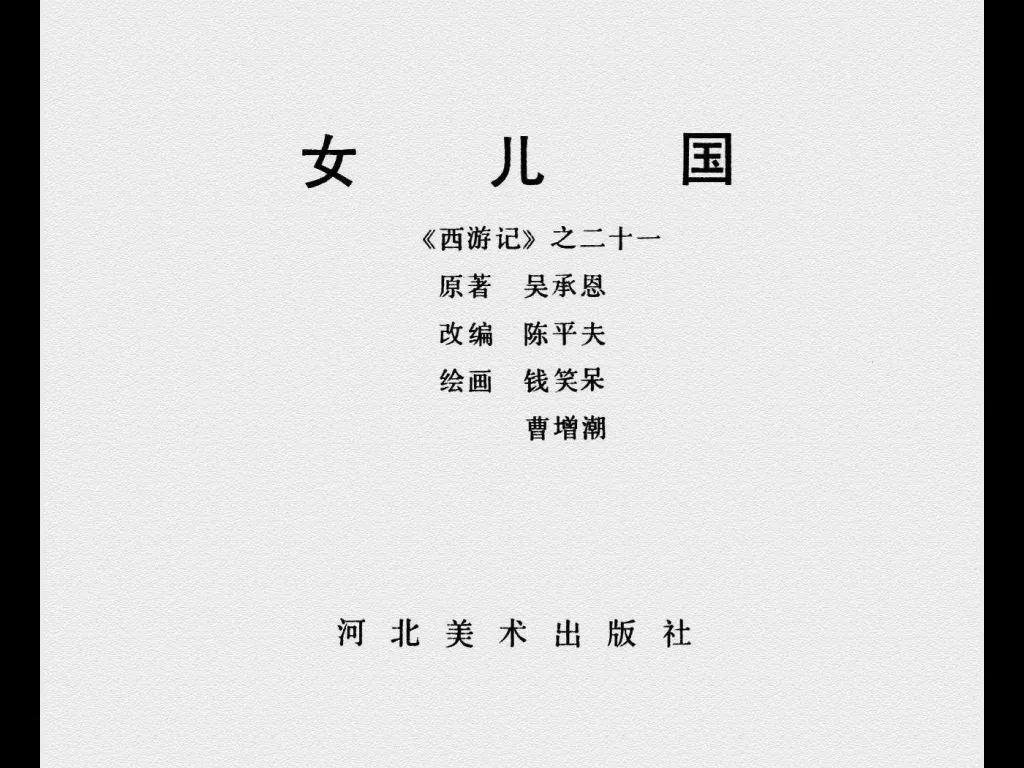 女儿国
《西游记》之二十一
原著 吴承恩
改编 陈平夫
绘画 钱笑呆
曹增潮
河北美术出版社